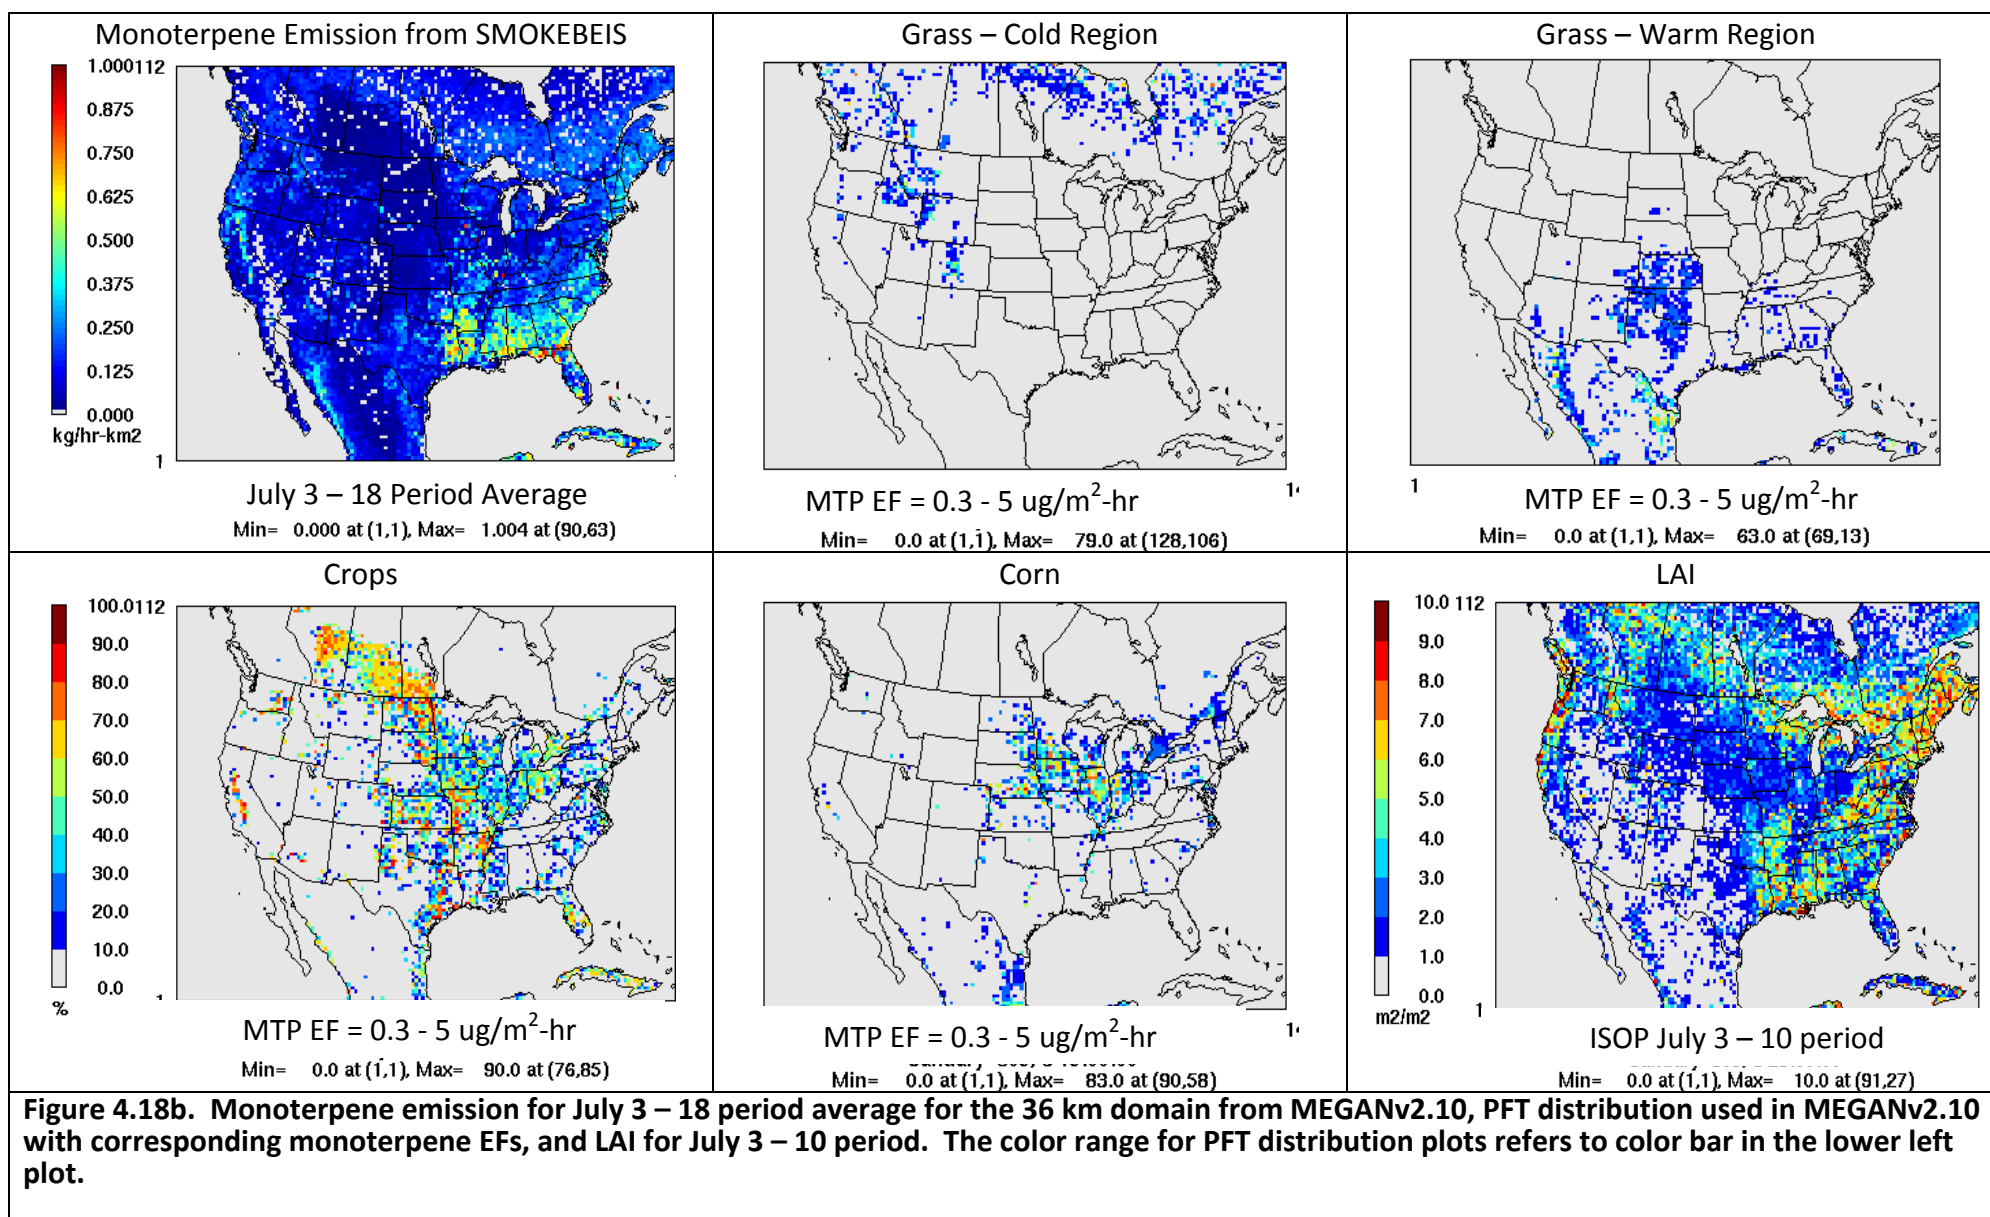 Monoterpene Emission from SMOKEBEIS
1.000112
0.875
0.750
0.625
0.500
0.375
0.250
0.125
0.000
kg/hr-km2
1
July 3 – 18 Period Average
Min= 0.000 at (1,1), Max= 1.004 at (90,63)
Grass – Cold Region
MTP EF = 0.3 - 5 ug/m²-hr
Min= 0.0 at (1,1), Max= 79.0 at (128,106)
Grass – Warm Region
1
MTP EF = 0.3 - 5 ug/m²-hr
Min= 0.0 at (1,1), Max= 63.0 at (69,13)
Crops
100.0112
90.0
80.0
70.0
60.0
50.0
40.0
30.0
20.0
10.0
0.0
%
MTP EF = 0.3 - 5 ug/m²-hr
Min= 0.0 at (1,1), Max= 90.0 at (76,85)
Corn
MTP EF = 0.3 - 5 ug/m²-hr
Min= 0.0 at (1,1), Max= 83.0 at (90,58)
LAI
10.0 112
9.0
8.0
7.0
6.0
5.0
4.0
3.0
2.0
1.0
0.0
m2/m2
1
ISOP July 3 – 10 period
Min= 0.0 at (1,1), Max= 10.0 at (91,27)
Figure 4.18b. Monoterpene emission for July 3 – 18 period average for the 36 km domain from MEGANv2.10, PFT distribution used in MEGANv2.10
with corresponding monoterpene EFs, and LAI for July 3 – 10 period. The color range for PFT distribution plots refers to color bar in the lower left
plot.